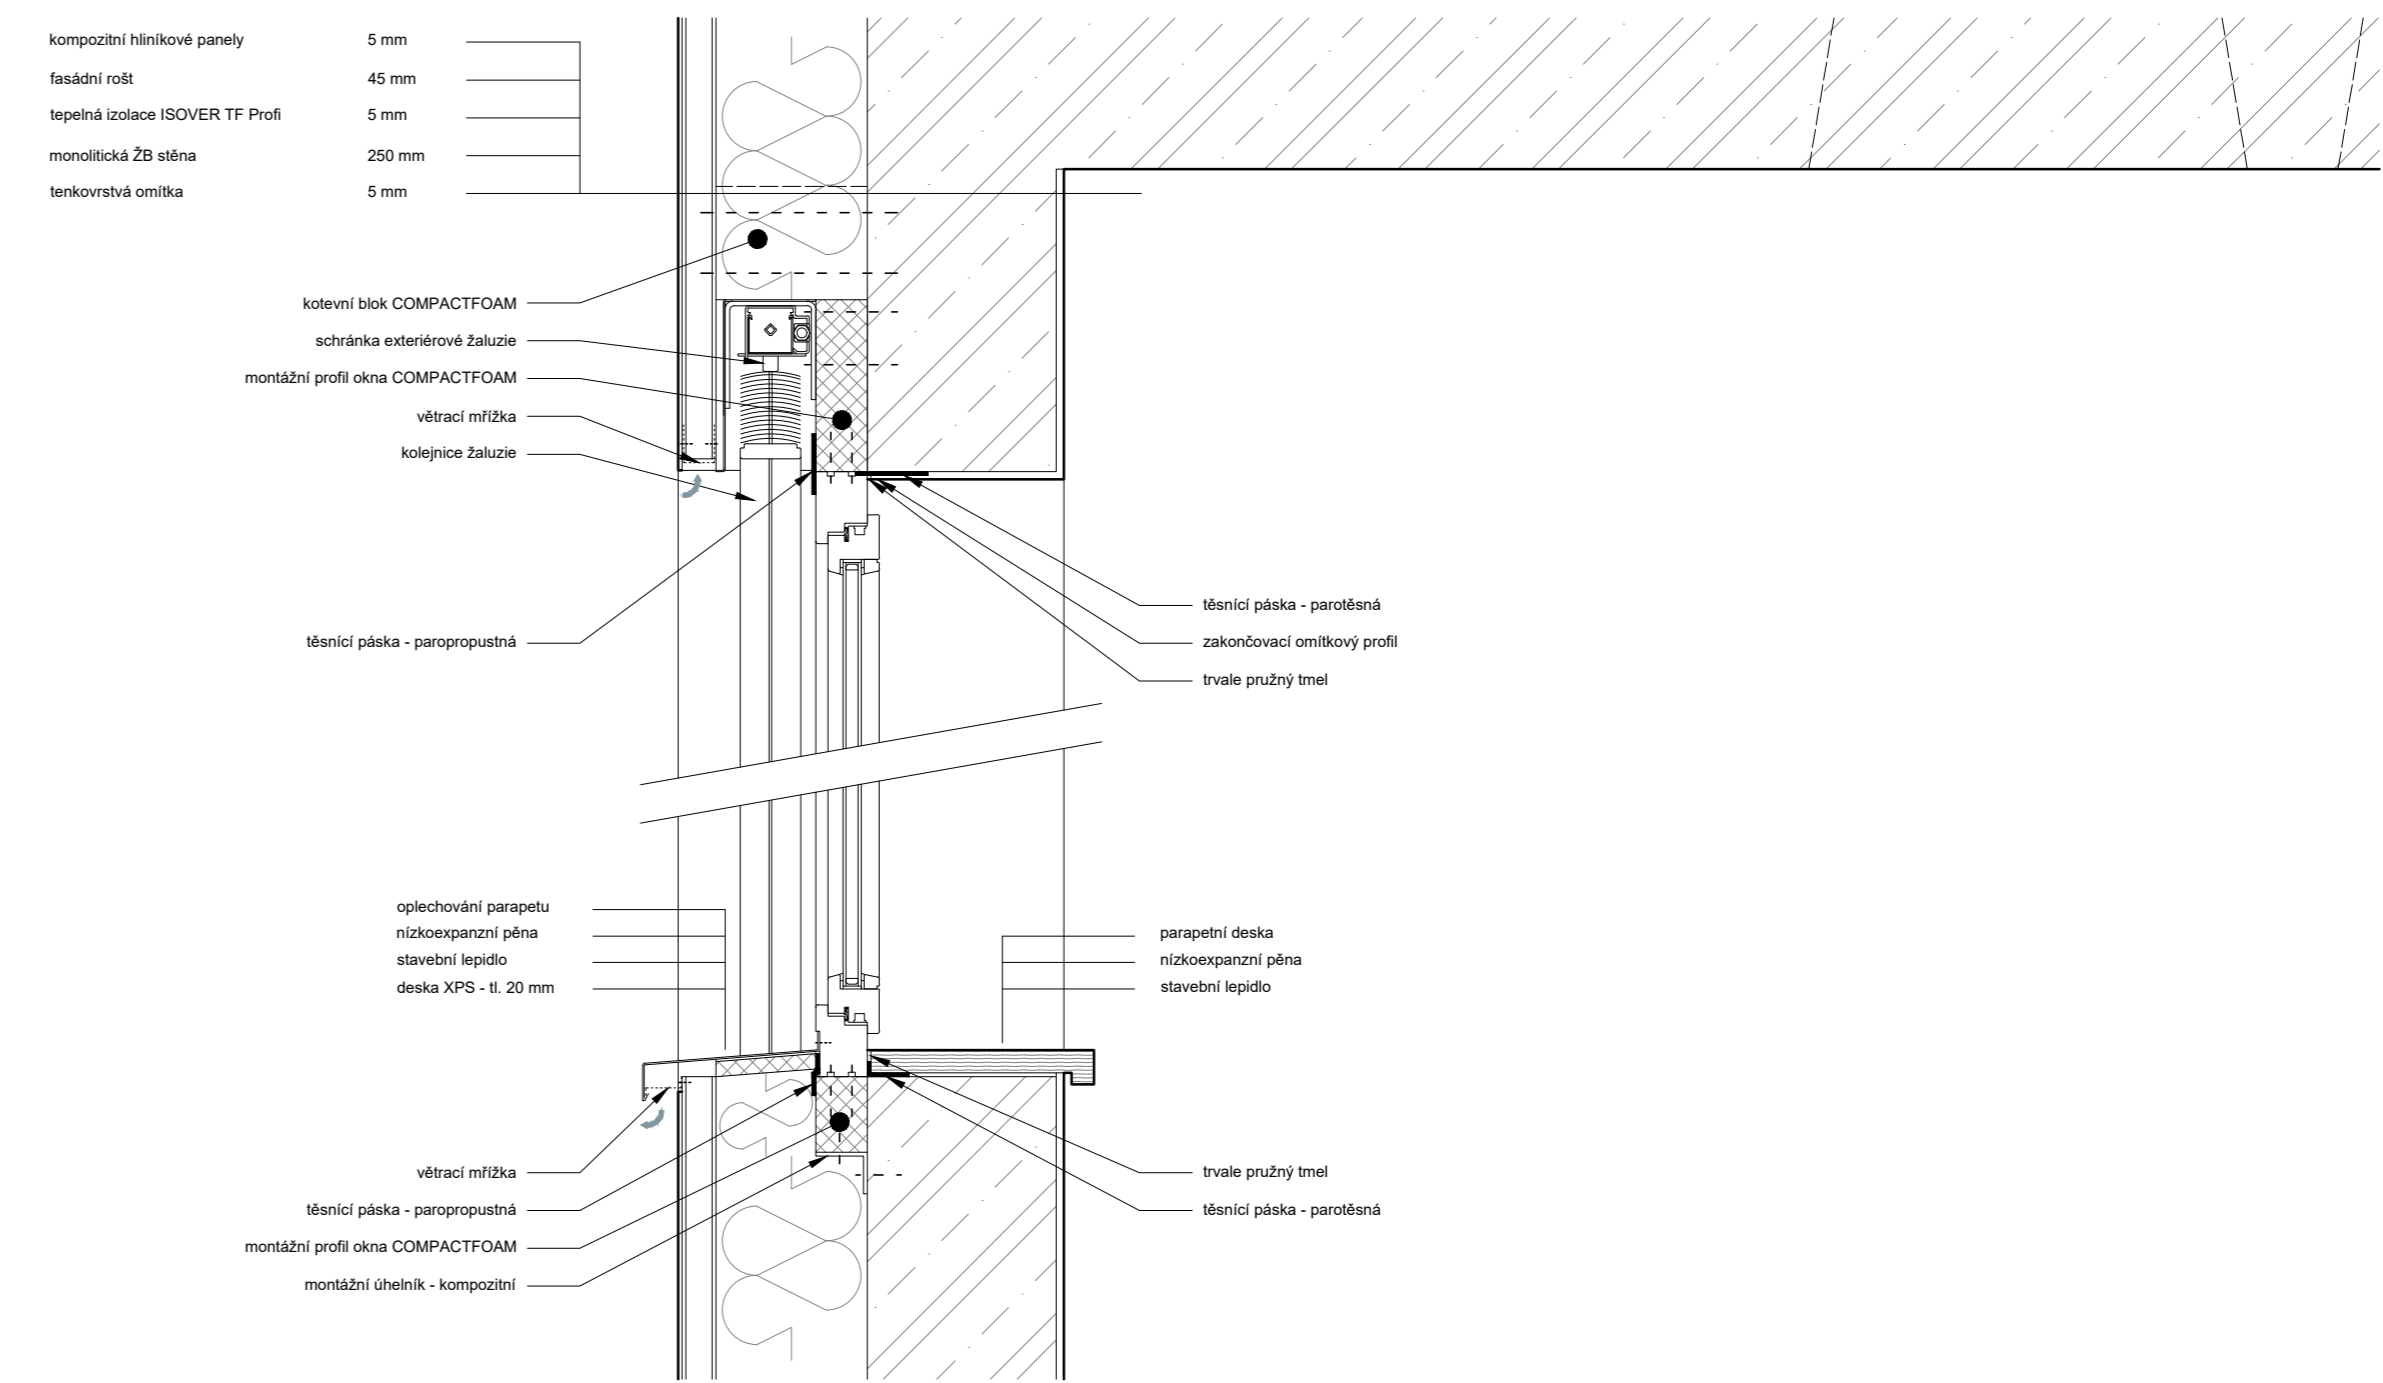 kompozitní hliníkové panely 5 mm
fasádní rošt 45 mm
tepelná izolace ISOVER TF Profi 5 mm
monolitická ŽB stěna 250 mm
tenkovrstvá omítka 5 mm
kotevní blok COMPACTFOAM
schránka exteriérové žaluzie
montážní profil okna COMPACTFOAM
větrací mřížka
kolejnice žaluzie
těsnící páska - paropropustná
těsnící páska - parotěsná
zakončovací omítkový profil
trvale pružný tmel
oplechování parapetu
nízkoexpanzní pěna
stavební lepidlo
deska XPS - tl. 20 mm
parapetní deska
nízkoexpanzní pěna
stavební lepidlo
větrací mřížka
těsnící páska - paropropustná
montážní profil okna COMPACTFOAM
montážní úhelník - kompozitní
trvale pružný tmel
těsnící páska - parotěsná